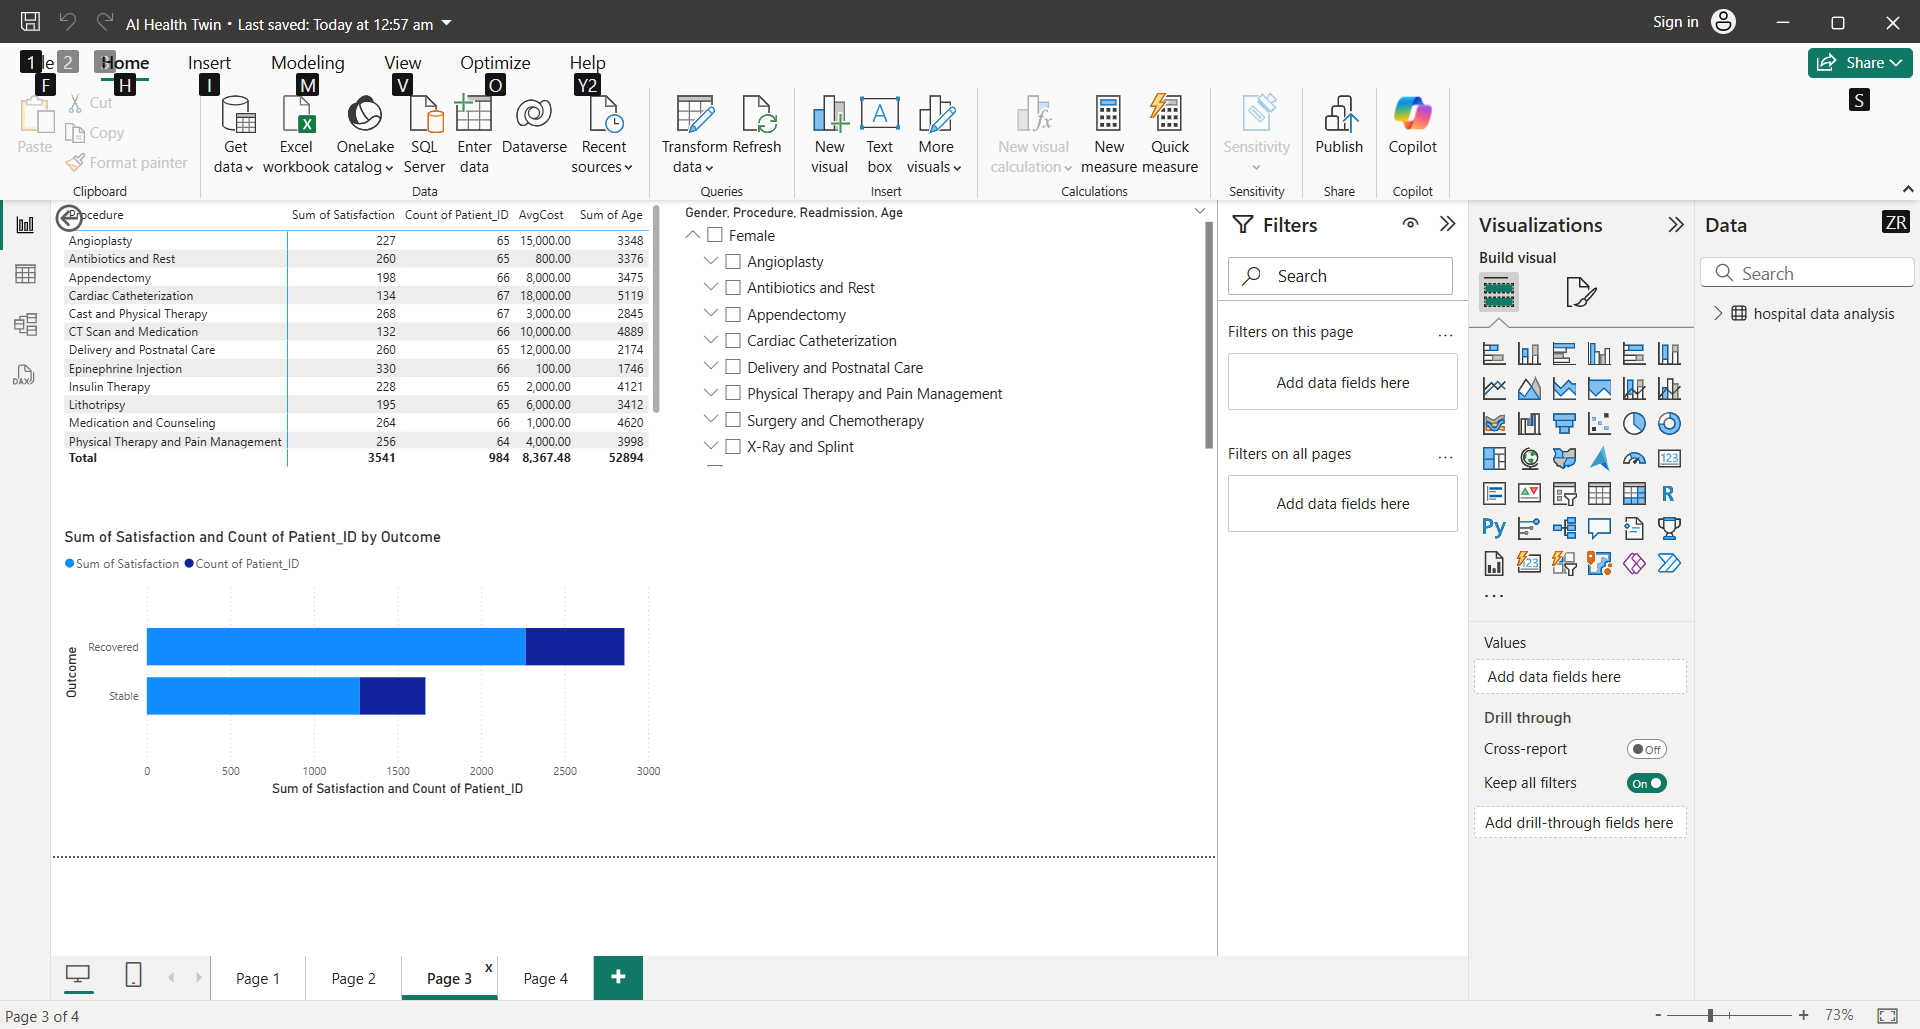 AI Health Twin • Last saved: Today at 12:57 am
Sign in
1 le 2 3 Home Insert Modeling View Optimize Help
Share
F H I M V O Y2 S
Paste
Cut
Copy
Format painter
Clipboard
Get data
Excel workbook
OneLake catalog
SQL Server
Enter data
Dataverse
Recent sources
Data
Transform data
Refresh
Queries
New visual
Text box
More visuals
Insert
New visual calculation
New measure
Quick measure
Calculations
Sensitivity
Sensitivity
Publish
Share
Copilot
Copilot
Procedure Sum of Satisfaction Count of Patient_ID AvgCost Sum of Age
Angioplasty 227 65 15,000.00 3348
Antibiotics and Rest 260 65 800.00 3376
Appendectomy 198 66 8,000.00 3475
Cardiac Catheterization 134 67 18,000.00 5119
Cast and Physical Therapy 268 67 3,000.00 2845
CT Scan and Medication 132 66 10,000.00 4889
Delivery and Postnatal Care 260 65 12,000.00 2174
Epinephrine Injection 330 66 100.00 1746
Insulin Therapy 228 65 2,000.00 4121
Lithotripsy 195 65 6,000.00 3412
Medication and Counseling 264 66 1,000.00 4620
Physical Therapy and Pain Management 256 64 4,000.00 3998
Total 3541 984 8,367.48 52894
Gender, Procedure, Readmission, Age
Female
Angioplasty
Antibiotics and Rest
Appendectomy
Cardiac Catheterization
Delivery and Postnatal Care
Physical Therapy and Pain Management
Surgery and Chemotherapy
X-Ray and Splint
Sum of Satisfaction and Count of Patient_ID by Outcome
Sum of Satisfaction Count of Patient_ID
Outcome
Recovered
Stable
0 500 1000 1500 2000 2500 3000
Sum of Satisfaction and Count of Patient_ID
Filters
Search
Filters on this page ...
Add data fields here
Filters on all pages ...
Add data fields here
Visualizations
Build visual
123
R
Py
123
...
Values
Add data fields here
Drill through
Cross-report Off
Keep all filters On
Add drill-through fields here
Data ZR
Search
hospital data analysis
DAX
Page 1 Page 2 Page 3 x Page 4 +
Page 3 of 4
- + 73%